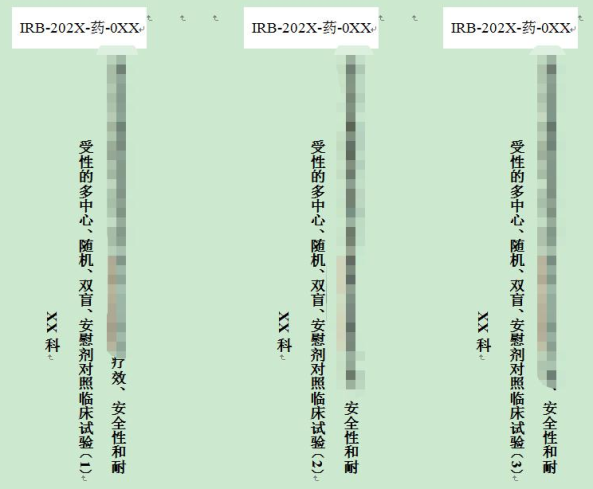 IRB-202X-药-0XX
疗效、安全性和耐
受性的多中心、随机、双盲、安慰剂对照临床试验（1）
XX 科
IRB-202X-药-0XX
安全性和耐
受性的多中心、随机、双盲、安慰剂对照临床试验（2）
XX 科
IRB-202X-药-0XX
、安全性和耐
受性的多中心、随机、双盲、安慰剂对照临床试验（3）
XX 科